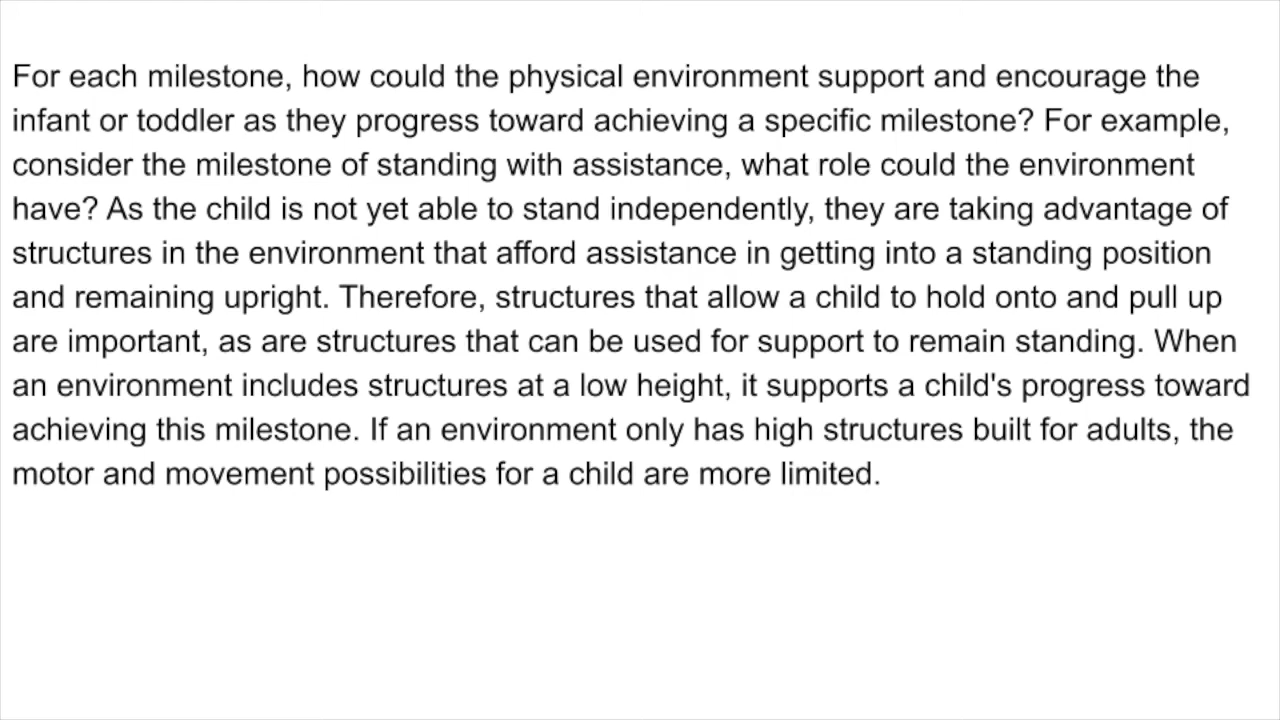 For each milestone, how could the physical environment support and encourage the
infant or toddler as they progress toward achieving a specific milestone? For example,
consider the milestone of standing with assistance, what role could the environment
have? As the child is not yet able to stand independently, they are taking advantage of
structures in the environment that afford assistance in getting into a standing position
and remaining upright. Therefore, structures that allow a child to hold onto and pull up
are important, as are structures that can be used for support to remain standing. When
an environment includes structures at a low height, it supports a child's progress toward
achieving this milestone. If an environment only has high structures built for adults, the
motor and movement possibilities for a child are more limited.